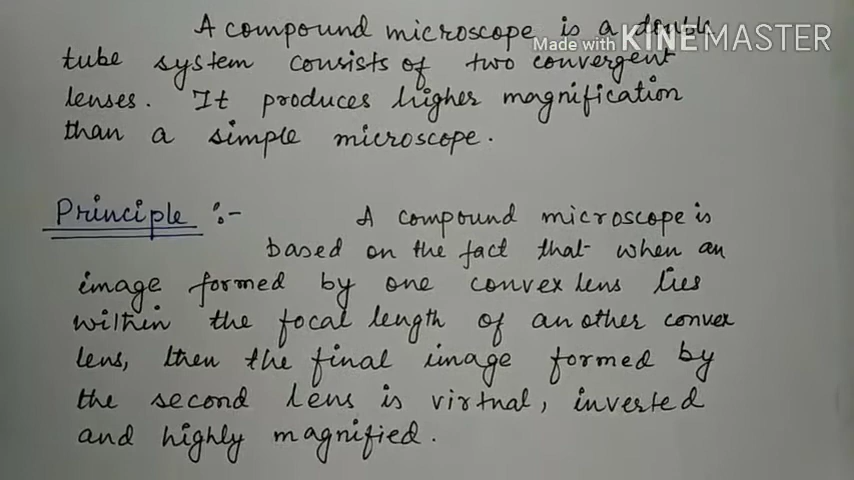 A compound microscope is a double
Made with KINEMASTER
tube system consists of two convergent
lenses. It produces higher magnification
than a simple microscope.
Principle :-
A compound microscope is
based on the fact that when an
image formed by one convex lens lies
within the focal length of another convex
lens, then the final image formed by
the second lens is virtual, inverted
and highly magnified.